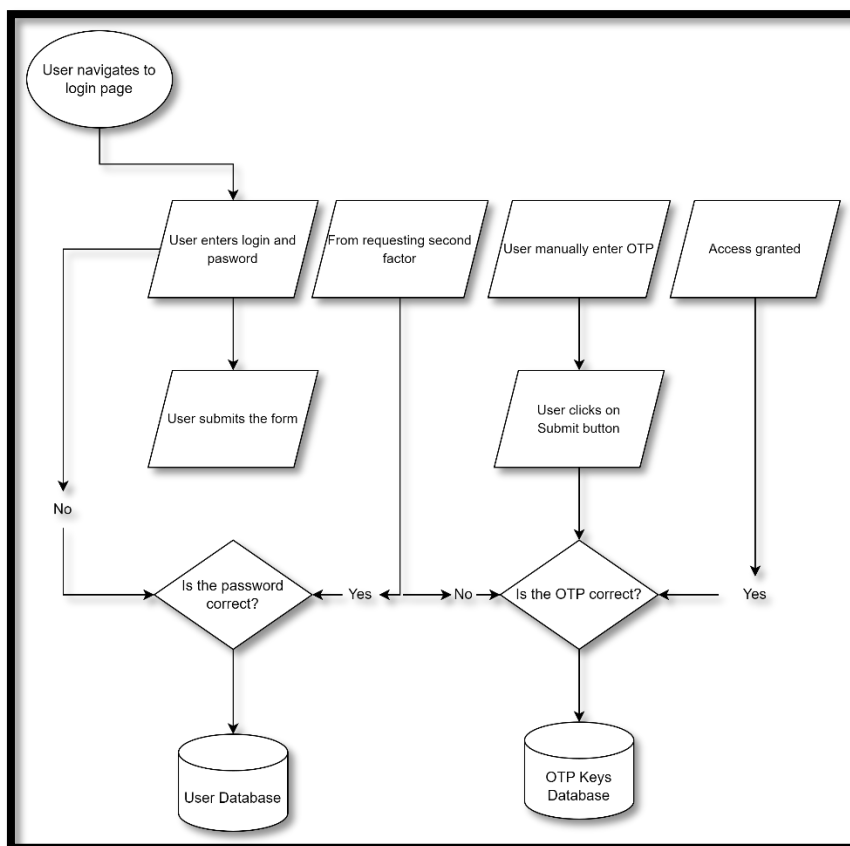 User navigates to
login page
User enters login and
pasword
From requesting second
factor
User manually enter OTP
Access granted
User submits the form
User clicks on
Submit button
No
Is the password
correct?
Yes
No
Is the OTP correct?
Yes
User Database
OTP Keys
Database